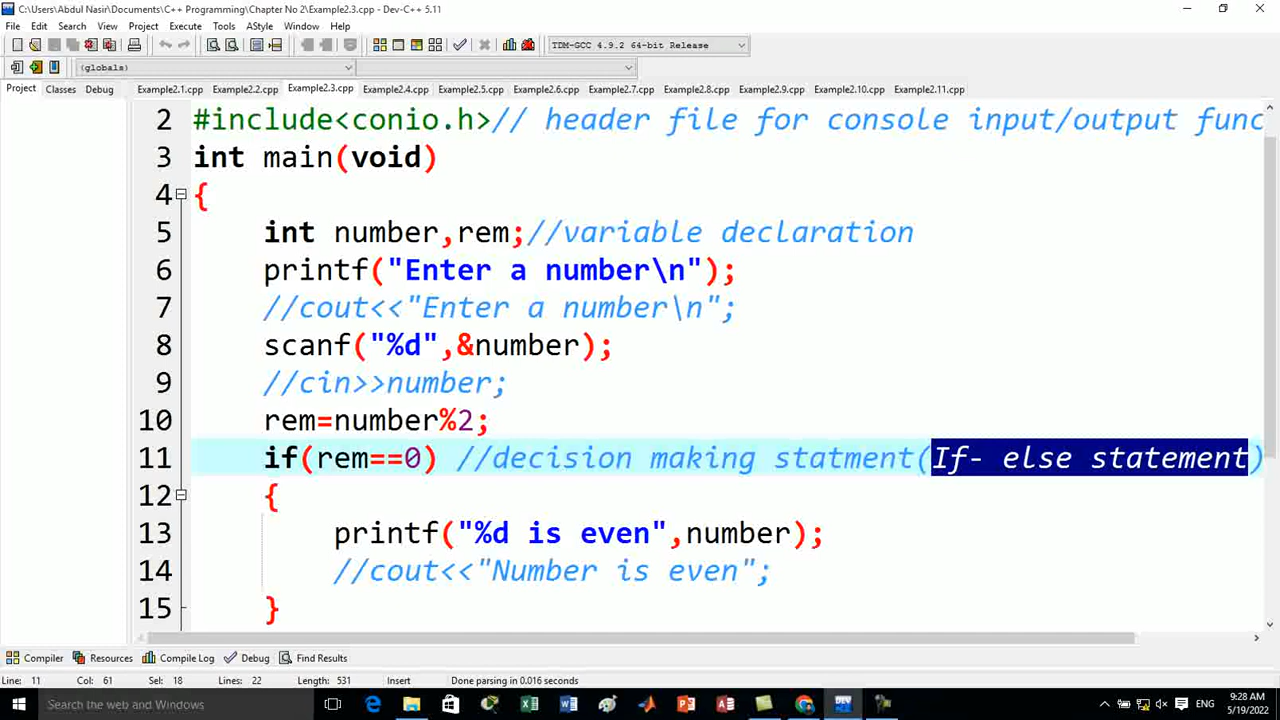 C:\Users\Abdul Nasir\Documents\C++ Programming\Chapter No 2\Example2.3.cpp - Dev-C++ 5.11
File Edit Search View Project Execute Tools AStyle Window Help
TDM-GCC 4.9.2 64-bit Release
(globals)
Project Classes Debug Example2.1.cpp Example2.2.cpp Example2.3.cpp Example2.4.cpp Example2.5.cpp Example2.6.cpp Example2.7.cpp Example2.8.cpp Example2.9.cpp Example2.10.cpp Example2.11.cpp
2 #include<conio.h>// header file for console input/output func
3 int main(void)
4 {
5 int number,rem;//variable declaration
6 printf("Enter a number\n");
7 //cout<<"Enter a number\n";
8 scanf("%d",&number);
9 //cin>>number;
10 rem=number%2;
11 if(rem==0) //decision making statment(If- else statement)
12 {
13 printf("%d is even",number);
14 //cout<<"Number is even";
15 }
Compiler Resources Compile Log Debug Find Results
Line: 11 Col: 61 Sel: 18 Lines: 22 Length: 531 Insert Done parsing in 0.016 seconds
Search the web and Windows
DEV
ENG
9:28 AM
5/19/2022